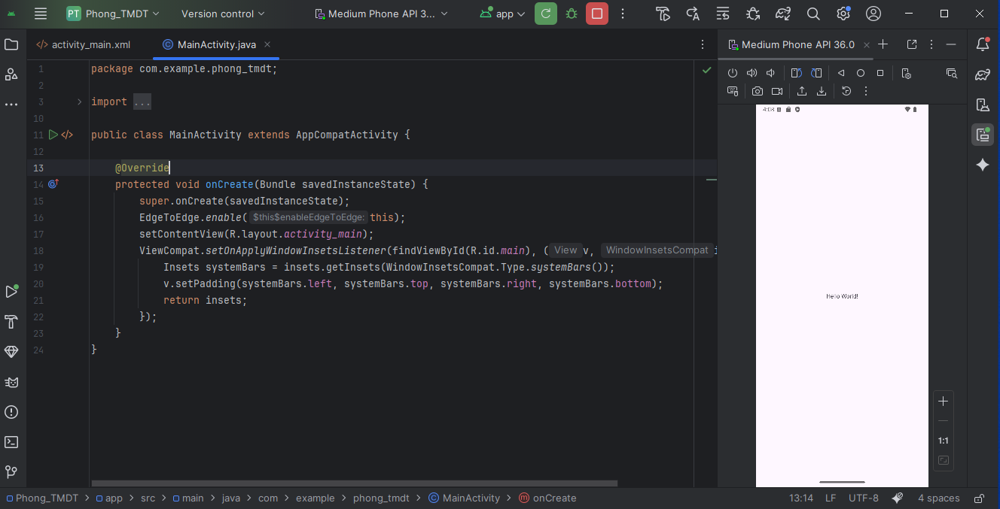 PT Phong_TMDT Version control Medium Phone API 3... app
activity_main.xml MainActivity.java
Medium Phone API 36.0
1 package com.example.phong_tmdt;
2
3 import ...
10
11 public class MainActivity extends AppCompatActivity {
12
13 @Override
14 protected void onCreate(Bundle savedInstanceState) {
15 super.onCreate(savedInstanceState);
16 EdgeToEdge.enable( $this$enableEdgeToEdge: this);
17 setContentView(R.layout.activity_main);
18 ViewCompat.setOnApplyWindowInsetsListener(findViewById(R.id.main), ( View v, WindowInsetsCompat i
19 Insets systemBars = insets.getInsets(WindowInsetsCompat.Type.systemBars());
20 v.setPadding(systemBars.left, systemBars.top, systemBars.right, systemBars.bottom);
21 return insets;
22 });
23 }
24 }
4:08
Hello World!
1:1
Phong_TMDT > app > src > main > java > com > example > phong_tmdt > MainActivity > onCreate
13:14 LF UTF-8 4 spaces